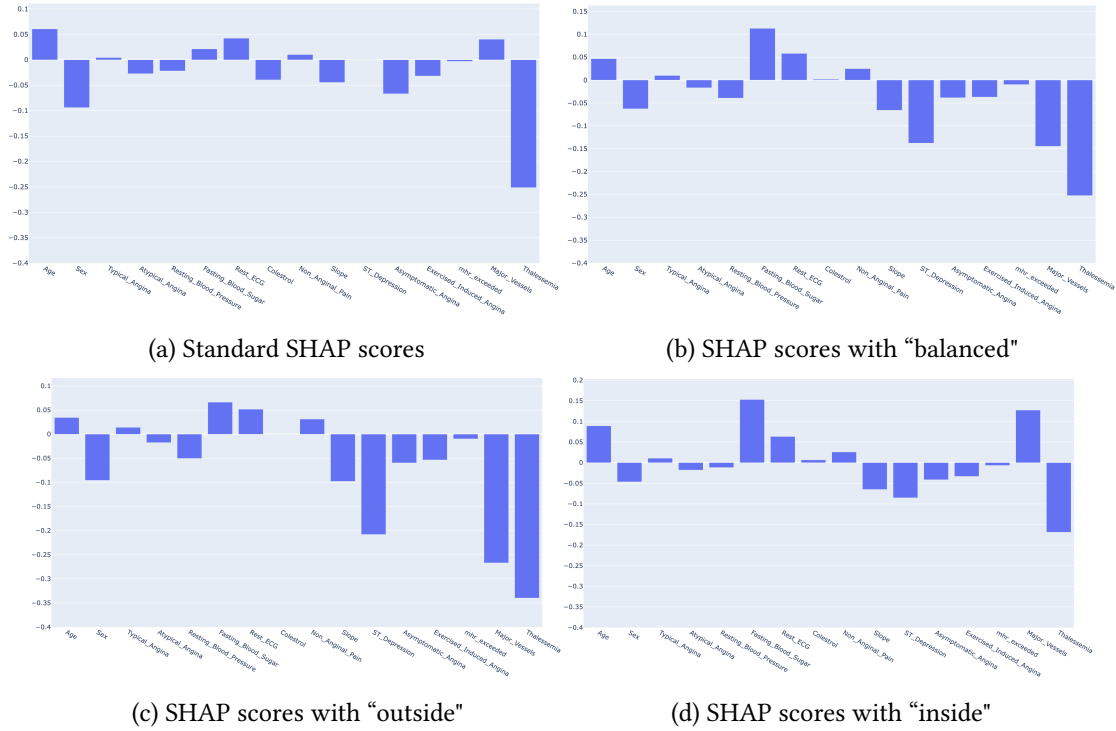 0.1
0.05
0
−0.05
−0.1
−0.15
−0.2
−0.25
−0.3
−0.35
−0.4
Age
Sex
Typical_Angina
Atypical_Angina
Resting_Blood_Pressure
Fasting_Blood_Sugar
Rest_ECG
Colestrol
Non_Anginal_Pain
Slope
ST_Depression
Asymptomatic_Angina
Exercised_Induced_Angina
mhr_exceeded
Major_Vessels
Thalessemia
(a) Standard SHAP scores
0.15
0.1
0.05
0
−0.05
−0.1
−0.15
−0.2
−0.25
−0.3
−0.35
−0.4
Age
Sex
Typical_Angina
Atypical_Angina
Resting_Blood_Pressure
Fasting_Blood_Sugar
Rest_ECG
Colestrol
Non_Anginal_Pain
Slope
ST_Depression
Asymptomatic_Angina
Exercised_Induced_Angina
mhr_exceeded
Major_Vessels
Thalessemia
(b) SHAP scores with “balanced"
0.1
0.05
0
−0.05
−0.1
−0.15
−0.2
−0.25
−0.3
−0.35
−0.4
Age
Sex
Typical_Angina
Atypical_Angina
Resting_Blood_Pressure
Fasting_Blood_Sugar
Rest_ECG
Colestrol
Non_Anginal_Pain
Slope
ST_Depression
Asymptomatic_Angina
Exercised_Induced_Angina
mhr_exceeded
Major_Vessels
Thalessemia
(c) SHAP scores with “outside"
0.2
0.15
0.1
0.05
0
−0.05
−0.1
−0.15
−0.2
−0.25
−0.3
−0.35
−0.4
Age
Sex
Typical_Angina
Atypical_Angina
Resting_Blood_Pressure
Fasting_Blood_Sugar
Rest_ECG
Colestrol
Non_Anginal_Pain
Slope
ST_Depression
Asymptomatic_Angina
Exercised_Induced_Angina
mhr_exceeded
Major_Vessels
Thalessemia
(d) SHAP scores with “inside"